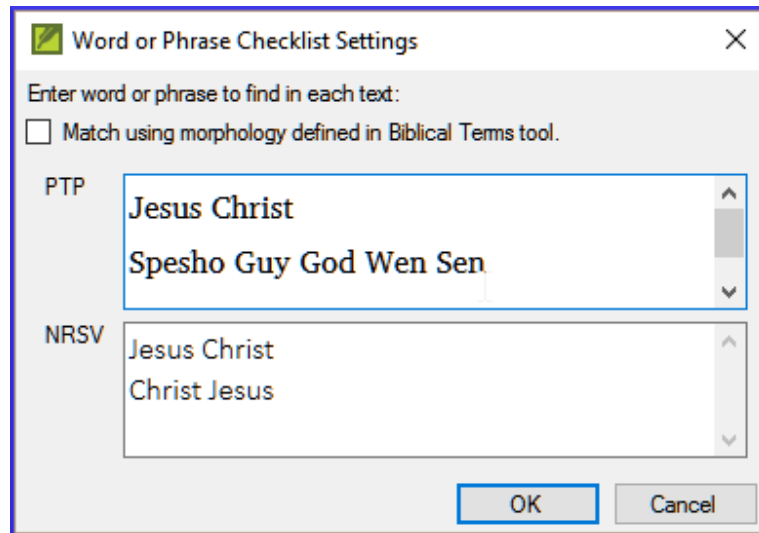 Word or Phrase Checklist Settings
Enter word or phrase to find in each text:
Match using morphology defined in Biblical Terms tool.
PTP
Jesus Christ
Spesho Guy God Wen Sen
NRSV
Jesus Christ
Christ Jesus
OK
Cancel